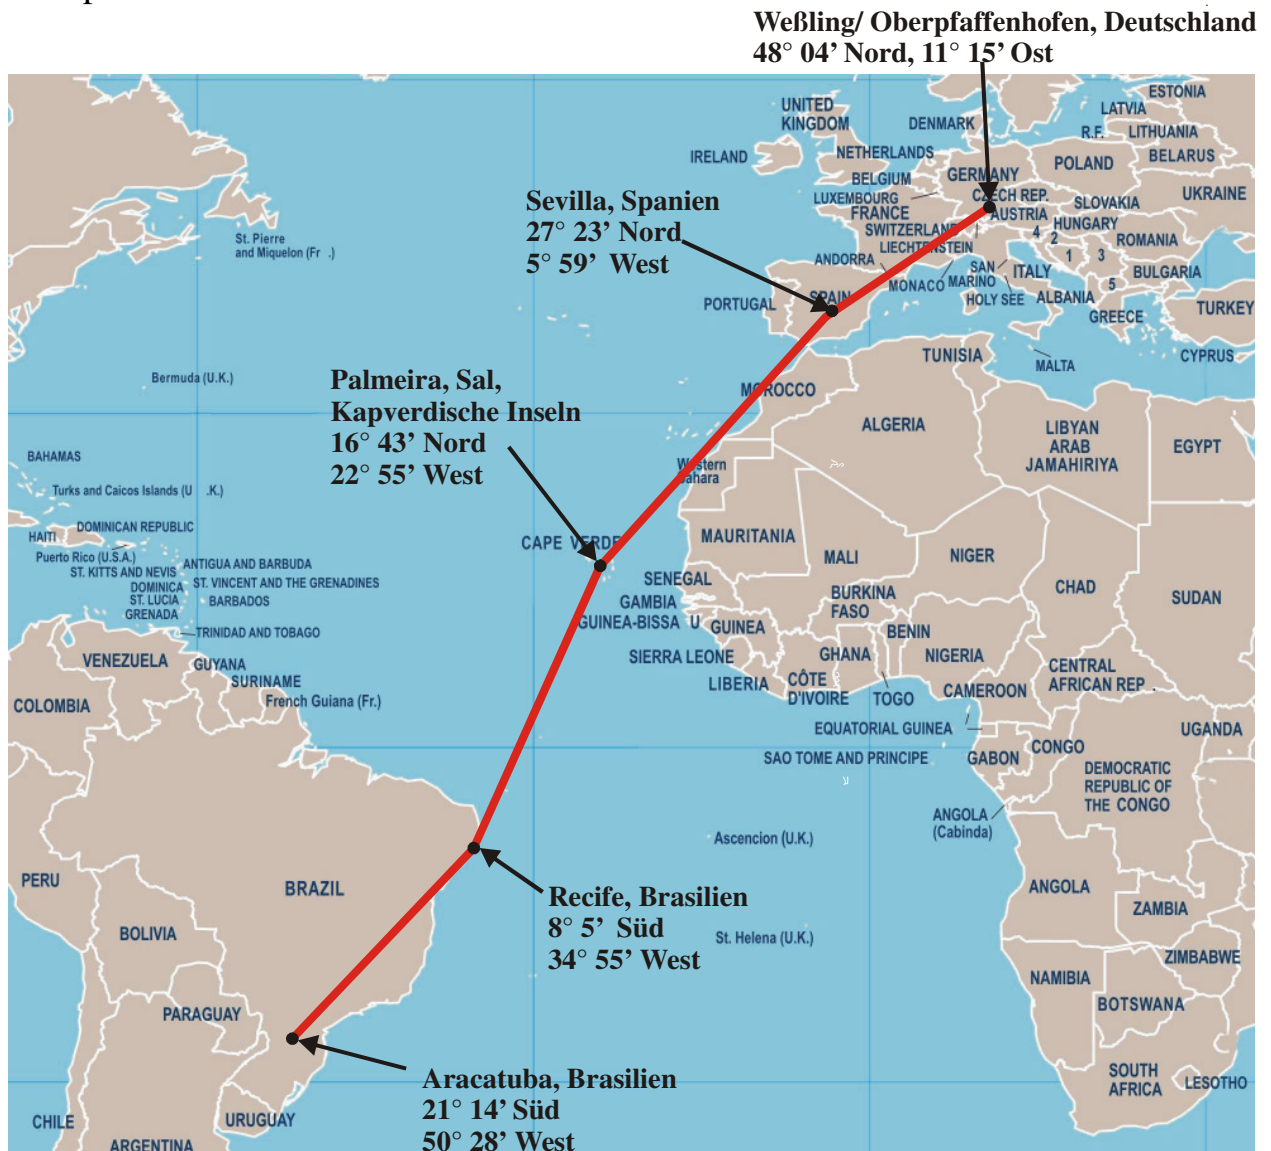 Weßling/ Oberpfaffenhofen, Deutschland
48° 04’ Nord, 11° 15’ Ost
ESTONIA
LATVIA
UNITED
KINGDOM
DENMARK
R.F.
LITHUANIA
IRELAND
NETHERLANDS
POLAND
BELARUS
BELGIUM
GERMANY
LUXEMBOURG
CZECH REP.
UKRAINE
SLOVAKIA
FRANCE
AUSTRIA
HUNGARY
SWITZERLAND
4
2
ROMANIA
LIECHTENSTEIN
1
3
ANDORRA
SAN
MARINO
ITALY
BULGARIA
MONACO
5
HOLY SEE
ALBANIA
PORTUGAL
SPAIN
GREECE
TURKEY
Sevilla, Spanien
27° 23’ Nord
5° 59’ West
St. Pierre
and Miquelon (Fr .)
TUNISIA
MALTA
CYPRUS
Bermuda (U.K.)
Palmeira, Sal,
Kapverdische Inseln
16° 43’ Nord
22° 55’ West
MOROCCO
ALGERIA
LIBYAN
ARAB
JAMAHIRIYA
EGYPT
BAHAMAS
Western
Sahara
Turks and Caicos Islands (U .K.)
DOMINICAN REPUBLIC
HAITI
Puerto Rico (U.S.A.)
CAPE VERDE
MAURITANIA
MALI
NIGER
ST. KITTS AND NEVIS
ANTIGUA AND BARBUDA
DOMINICA
ST. VINCENT AND THE GRENADINES
ST. LUCIA
BARBADOS
GRENADA
SENEGAL
CHAD
SUDAN
GAMBIA
BURKINA
FASO
GUINEA-BISSA U
GUINEA
BENIN
TRINIDAD AND TOBAGO
SIERRA LEONE
GHANA
NIGERIA
VENEZUELA
GUYANA
CENTRAL
AFRICAN REP .
SURINAME
LIBERIA
CÔTE
D'IVOIRE
TOGO
CAMEROON
COLOMBIA
French Guiana (Fr.)
EQUATORIAL GUINEA
UGANDA
CONGO
SAO TOME AND PRINCIPE
GABON
DEMOCRATIC
REPUBLIC OF
THE CONGO
ANGOLA
(Cabinda)
Ascencion (U.K.)
PERU
BRAZIL
Recife, Brasilien
8° 5’ Süd
34° 55’ West
ANGOLA
ZAMBIA
BOLIVIA
St. Helena (U.K.)
ZIMBABWE
NAMIBIA
BOTSWANA
PARAGUAY
Aracatuba, Brasilien
21° 14’ Süd
50° 28’ West
SOUTH
AFRICA
LESOTHO
CHILE
URUGUAY
ARGENTINA